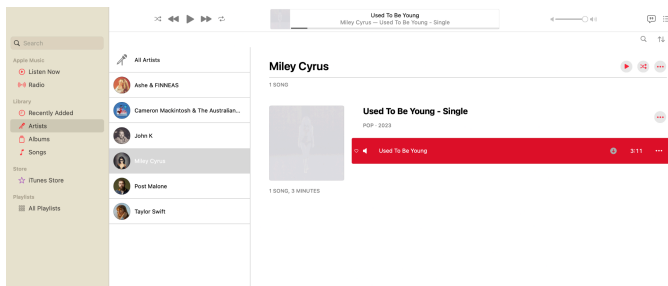 Used To Be Young
Miley Cyrus — Used To Be Young - Single
Search
Apple Music
Listen Now
Radio
Library
Recently Added
Artists
Albums
Songs
Store
iTunes Store
Playlists
All Playlists
All Artists
Ashe & FINNEAS
Cameron Mackintosh & The Australian...
John K
Miley Cyrus
Post Malone
Taylor Swift
Miley Cyrus
1 SONG
Used To Be Young - Single
POP · 2023
Used To Be Young 3:11
1 SONG, 3 MINUTES